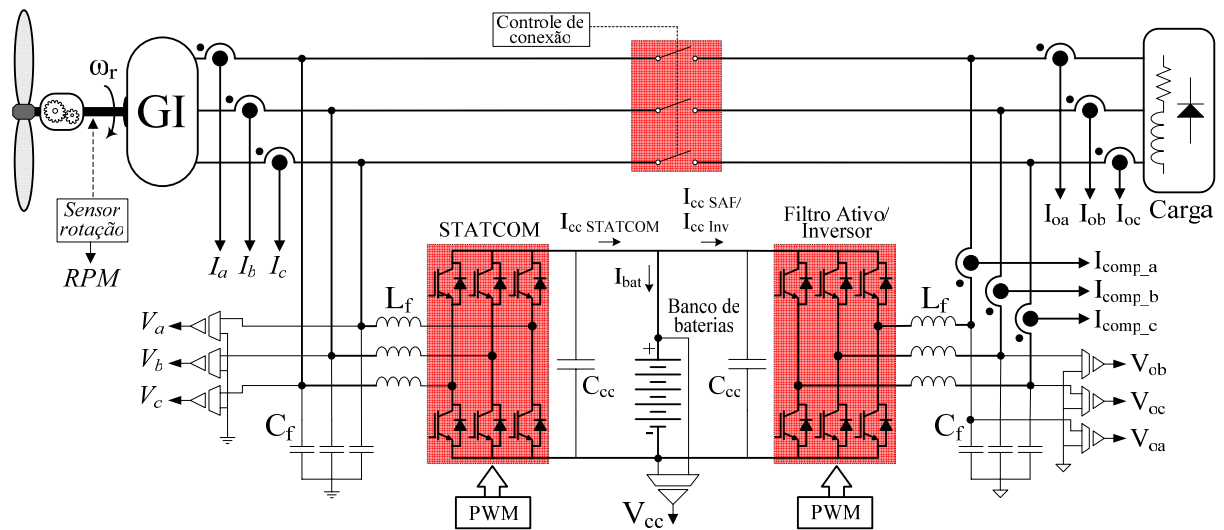 Controle de
conexão
ωr
GI
Sensor
rotação
RPM
Ia
Ib
Ic
Ioa
Iob
Ioc
Carga
STATCOM
Icc STATCOM
Icc SAF/
Icc Inv
Filtro Ativo/
Inversor
Ibat
Banco de
baterias
+
-
Icomp_a
Icomp_b
Icomp_c
Va
Vb
Vc
Lf
Lf
Ccc
Ccc
Cf
Cf
Vob
Voc
Voa
PWM
Vcc
PWM